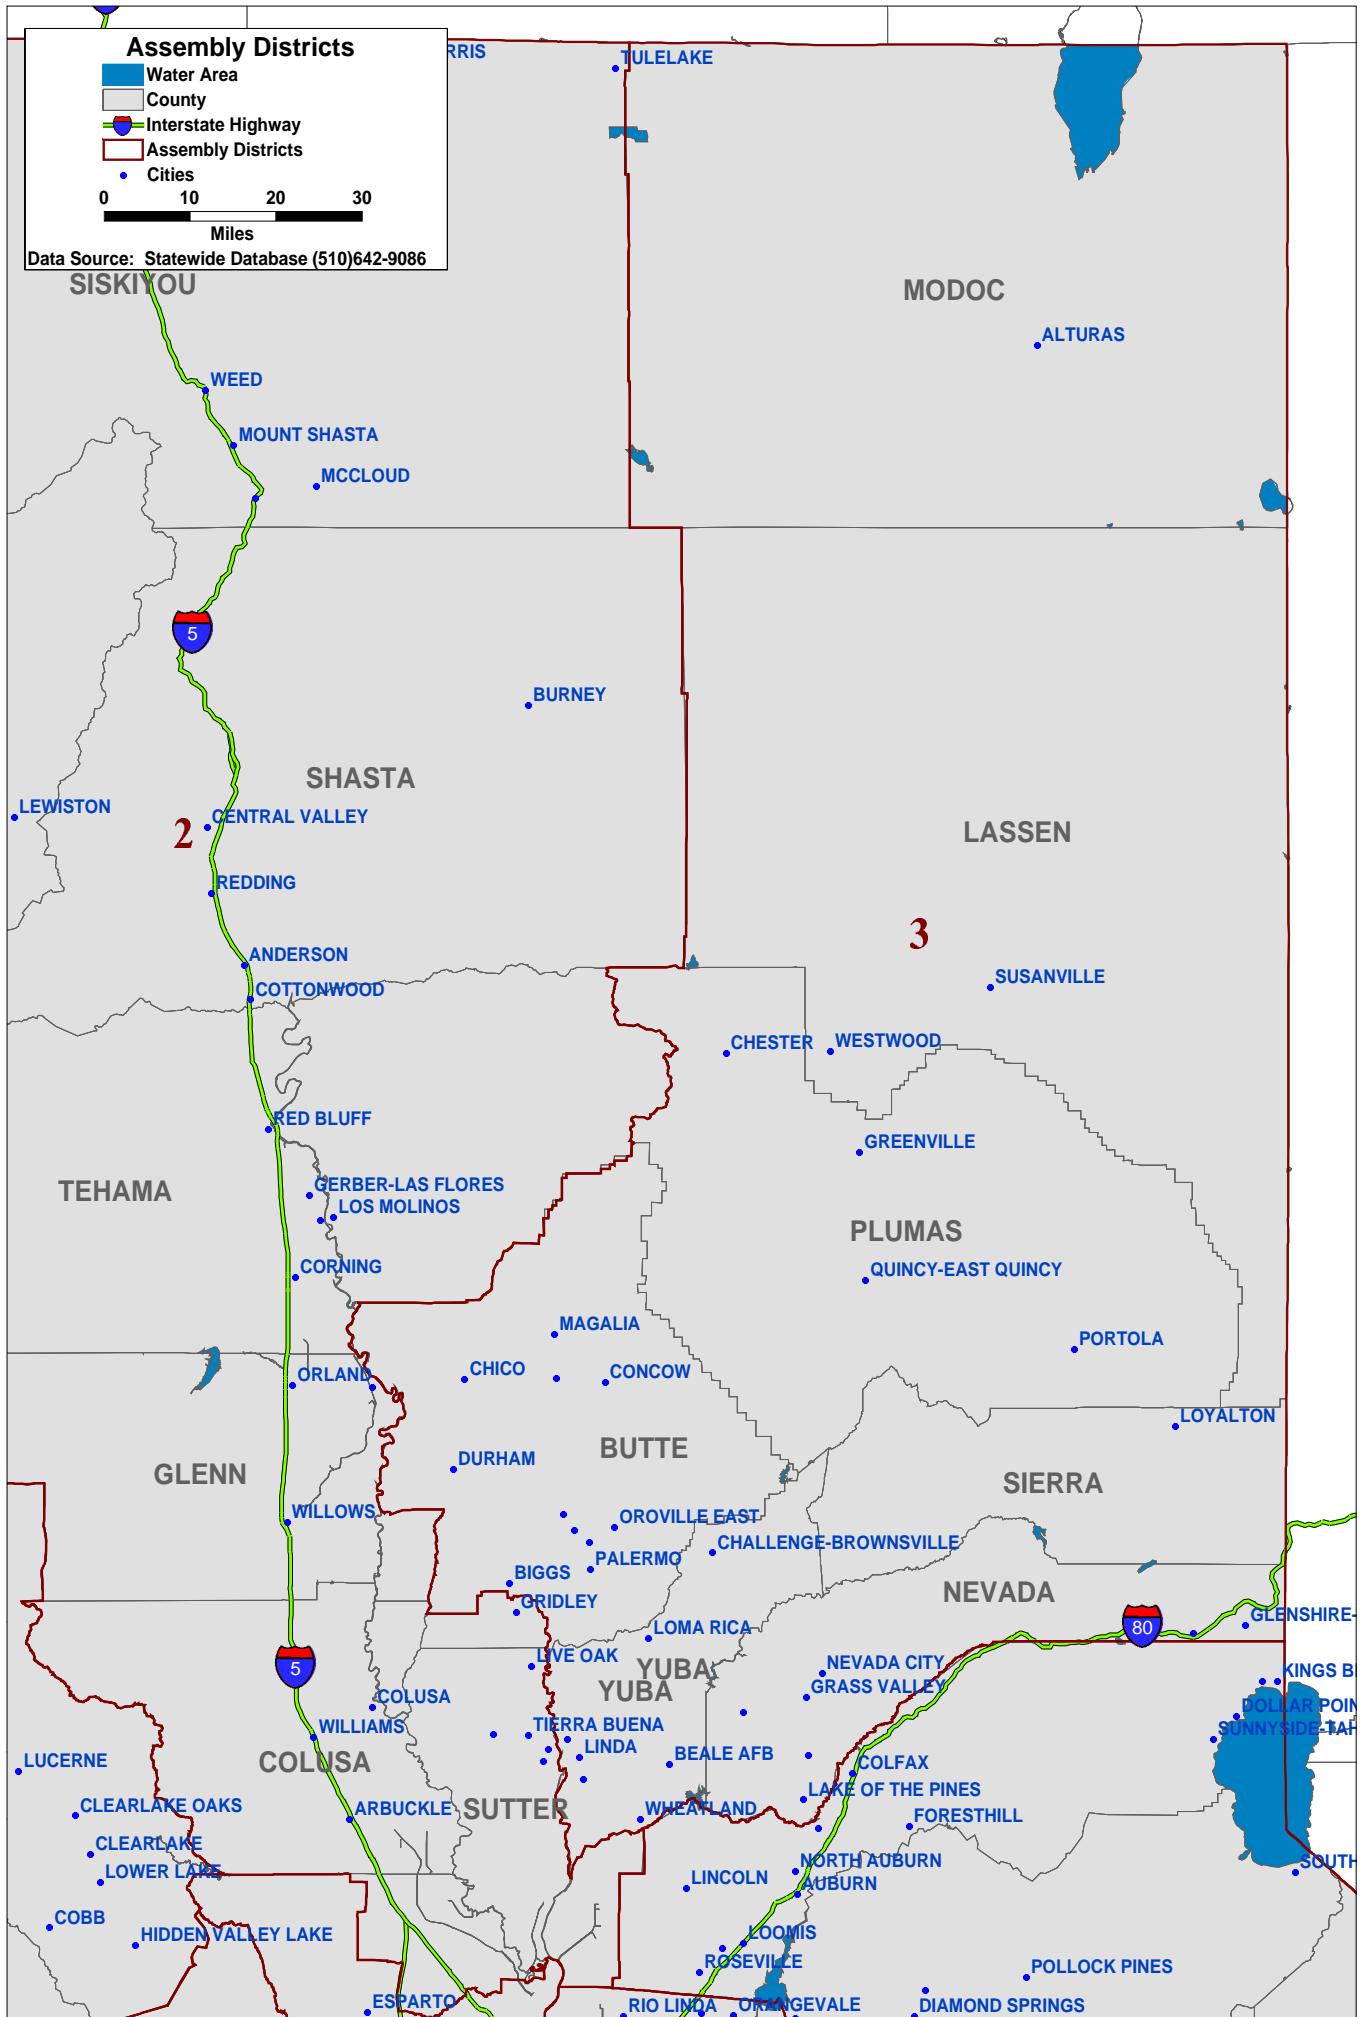 Assembly Districts
Water Area
County
Interstate Highway
Assembly Districts
Cities
0 10 20 30
Miles
Data Source: Statewide Database (510)642-9086
RRIS
TULELAKE
SISKIYOU
MODOC
ALTURAS
WEED
MOUNT SHASTA
MCCLOUD
5
BURNEY
SHASTA
LEWISTON
2
CENTRAL VALLEY
LASSEN
REDDING
3
ANDERSON
SUSANVILLE
COTTONWOOD
CHESTER
WESTWOOD
RED BLUFF
GREENVILLE
TEHAMA
GERBER-LAS FLORES
LOS MOLINOS
PLUMAS
CORNING
QUINCY-EAST QUINCY
MAGALIA
PORTOLA
ORLAND
CHICO
CONCOW
LOYALTON
BUTTE
DURHAM
GLENN
SIERRA
WILLOWS
OROVILLE EAST
CHALLENGE-BROWNSVILLE
PALERMO
BIGGS
NEVADA
GRIDLEY
GLENSHIRE-
80
LOMA RICA
LIVE OAK
5
YUBA
NEVADA CITY
KINGS B
YUBA
GRASS VALLEY
COLUSA
DOLLAR POIN
WILLIAMS
TIERRA BUENA
SUNNYSIDE-TAH
LINDA
BEALE AFB
COLUSA
LUCERNE
COLFAX
LAKE OF THE PINES
CLEARLAKE OAKS
ARBUCKLE
SUTTER
WHEATLAND
FORESTHILL
CLEARLAKE
LOWER LAKE
NORTH AUBURN
SOUTH
LINCOLN
AUBURN
COBB
HIDDEN VALLEY LAKE
LOOMIS
ROSEVILLE
POLLOCK PINES
ESPARTO
RIO LINDA
ORANGEVALE
DIAMOND SPRINGS